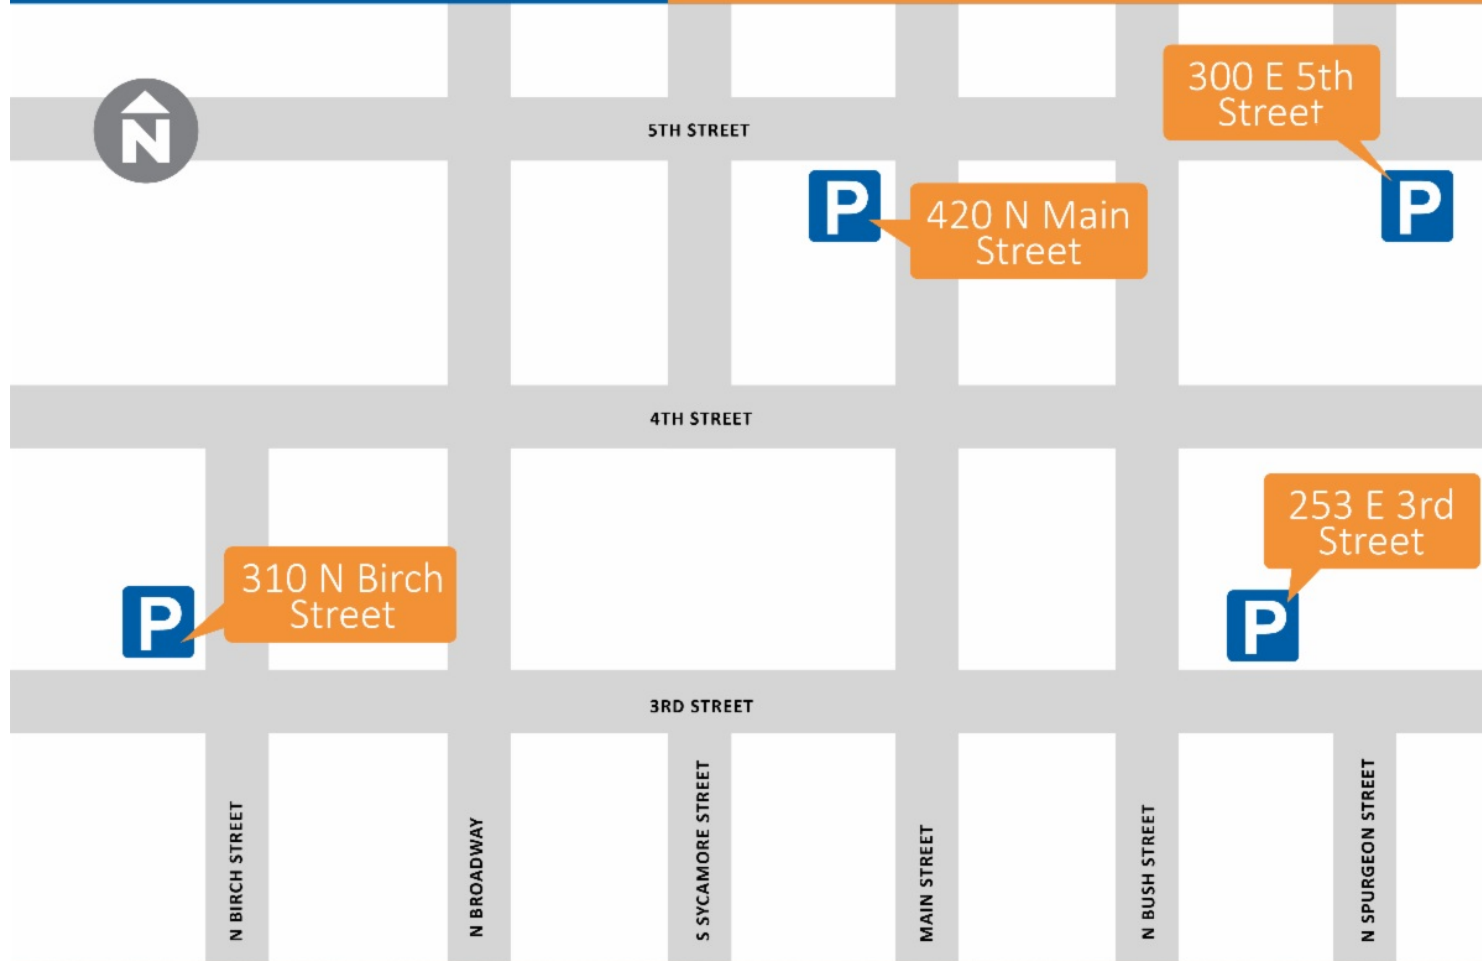 300 E 5th
Street
N
5TH STREET
P
P
420 N Main
Street
4TH STREET
253 E 3rd
Street
310 N Birch
Street
P
P
3RD STREET
N BIRCH STREET
N BROADWAY
S SYCAMORE STREET
MAIN STREET
N BUSH STREET
N SPURGEON STREET